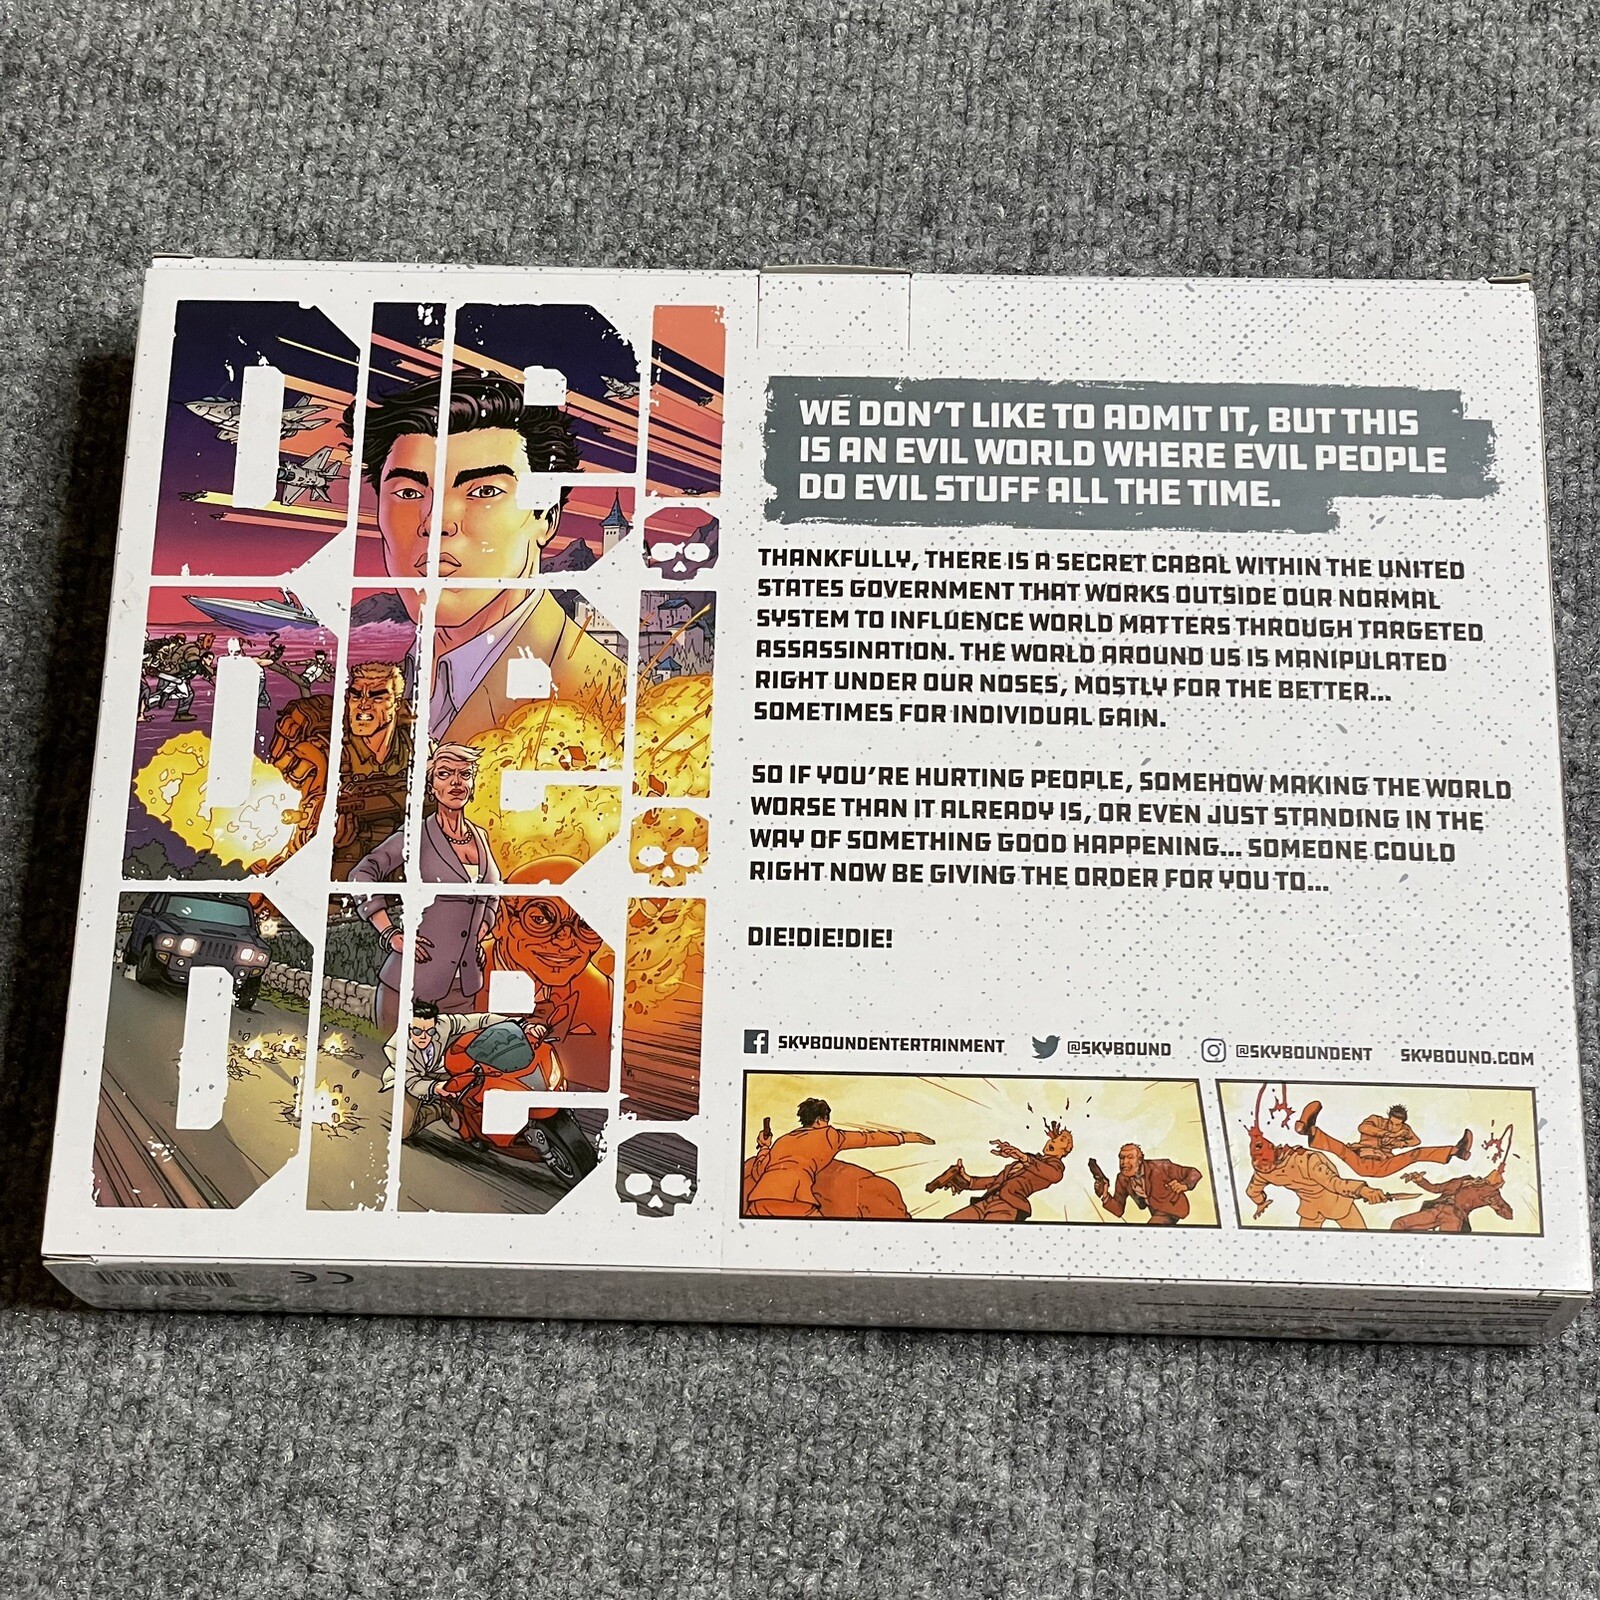 DIE!
DIE!
DIE!
WE DON'T LIKE TO ADMIT IT, BUT THIS
IS AN EVIL WORLD WHERE EVIL PEOPLE
DO EVIL STUFF ALL THE TIME.
THANKFULLY, THERE IS A SECRET CABAL WITHIN THE UNITED
STATES GOVERNMENT THAT WORKS OUTSIDE OUR NORMAL
SYSTEM TO INFLUENCE WORLD MATTERS THROUGH TARGETED
ASSASSINATION. THE WORLD AROUND US IS MANIPULATED
RIGHT UNDER OUR NOSES, MOSTLY FOR THE BETTER...
SOMETIMES FOR INDIVIDUAL GAIN.
SO IF YOU'RE HURTING PEOPLE, SOMEHOW MAKING THE WORLD
WORSE THAN IT ALREADY IS, OR EVEN JUST STANDING IN THE
WAY OF SOMETHING GOOD HAPPENING... SOMEONE COULD
RIGHT NOW BE GIVING THE ORDER FOR YOU TO...
DIE!DIE!DIE!
SKYBOUNDENTERTAINMENT @SKYBOUND @SKYBOUNDENT SKYBOUND.COM
CE